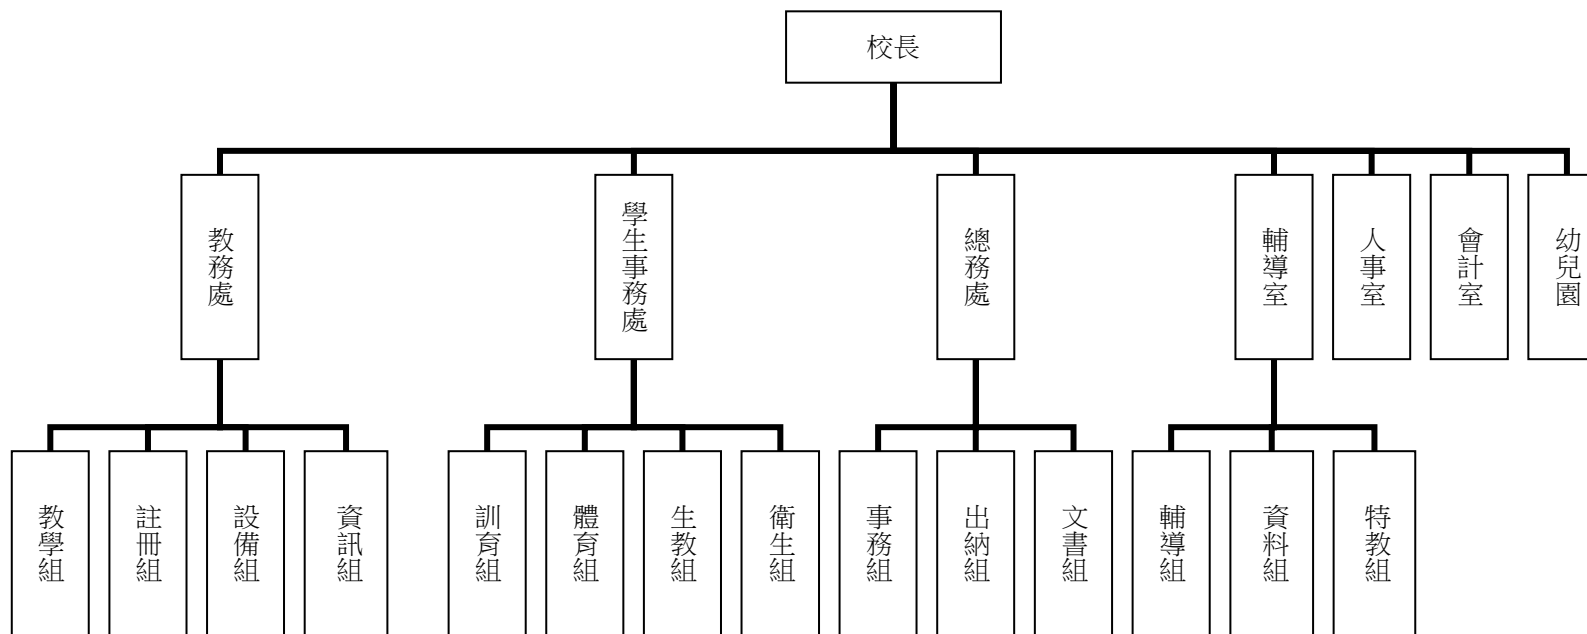 校長
教務處
學生事務處
總務處
輔導室
人事室
會計室
幼兒園
教學組
註冊組
設備組
資訊組
訓育組
體育組
生教組
衛生組
事務組
出納組
文書組
輔導組
資料組
特教組